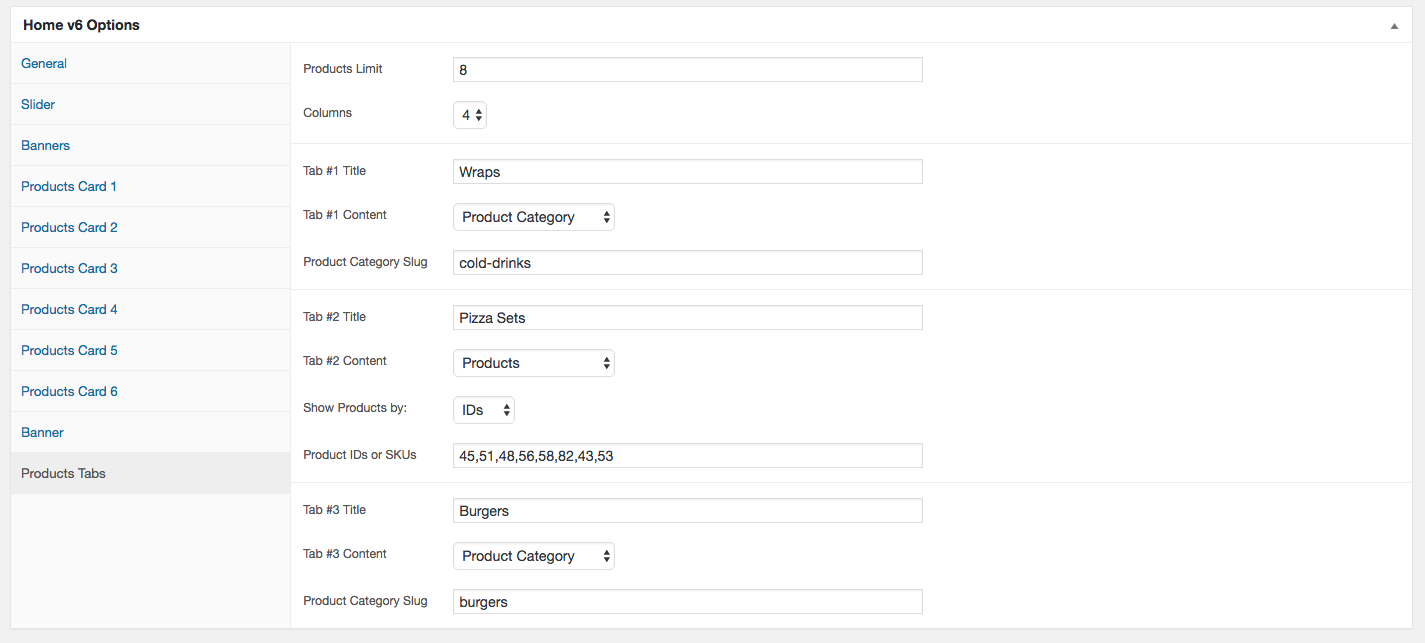 Home v6 Options
General
Slider
Banners
Products Card 1
Products Card 2
Products Card 3
Products Card 4
Products Card 5
Products Card 6
Banner
Products Tabs
Products Limit
8
Columns
4
Tab #1 Title
Wraps
Tab #1 Content
Product Category
Product Category Slug
cold-drinks
Tab #2 Title
Pizza Sets
Tab #2 Content
Products
Show Products by:
IDs
Product IDs or SKUs
45,51,48,56,58,82,43,53
Tab #3 Title
Burgers
Tab #3 Content
Product Category
Product Category Slug
burgers